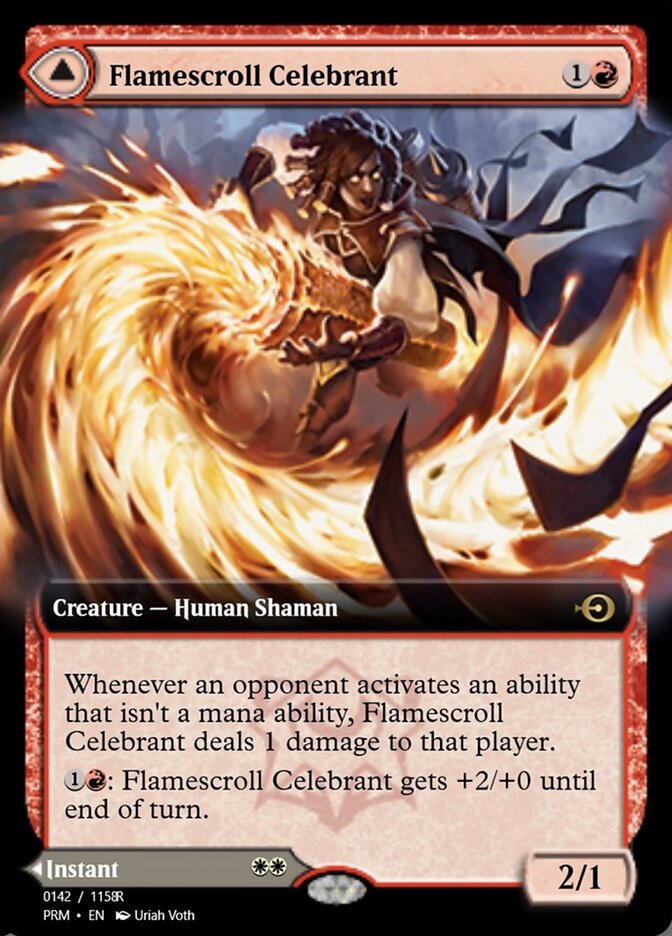 Flamescroll Celebrant 1
Creature — Human Shaman
Whenever an opponent activates an ability
that isn't a mana ability, Flamescroll
Celebrant deals 1 damage to that player.
1: Flamescroll Celebrant gets +2/+0 until
end of turn.
Instant
2/1
0142 / 1158R
PRM • EN Uriah Voth